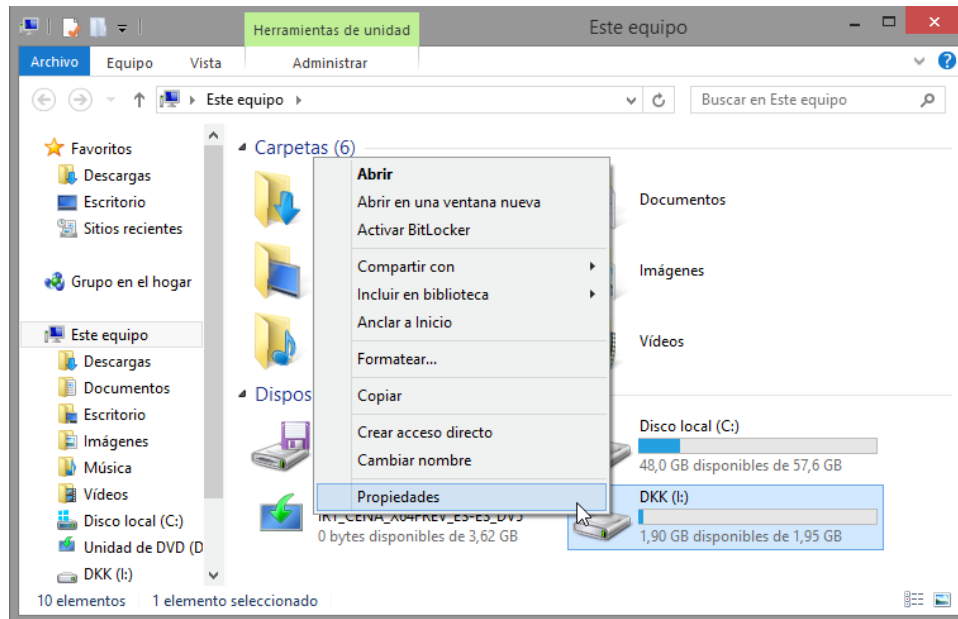 Herramientas de unidad
Este equipo
Archivo
Equipo
Vista
Administrar
Este equipo
Buscar en Este equipo
Favoritos
Descargas
Escritorio
Sitios recientes
Grupo en el hogar
Este equipo
Descargas
Documentos
Escritorio
Imágenes
Música
Vídeos
Disco local (C:)
Unidad de DVD (D
DKK (I:)
Carpetas (6)
Documentos
Imágenes
Vídeos
Dispos
Abrir
Abrir en una ventana nueva
Activar BitLocker
Compartir con
Incluir en biblioteca
Anclar a Inicio
Formatear...
Copiar
Crear acceso directo
Cambiar nombre
Propiedades
Disco local (C:)
48,0 GB disponibles de 57,6 GB
DKK (I:)
1,90 GB disponibles de 1,95 GB
IR1_CENA_X64FREV_ES-ES_DV5
0 bytes disponibles de 3,62 GB
10 elementos
1 elemento seleccionado